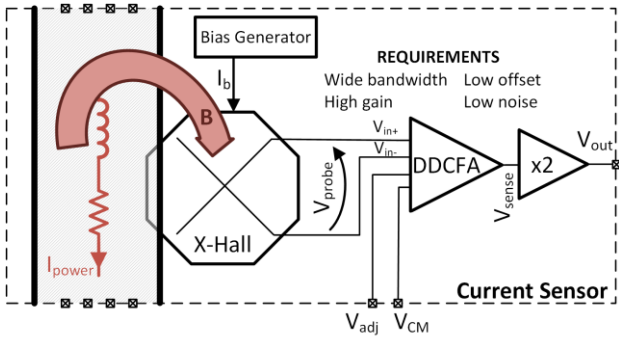 Bias Generator
REQUIREMENTS
Wide bandwidth Low offset
High gain Low noise
I_b
B
V_in+
V_in-
V_probe
DDCFA
V_sense
x2
V_out
X-Hall
I_power
Current Sensor
V_adj
V_CM